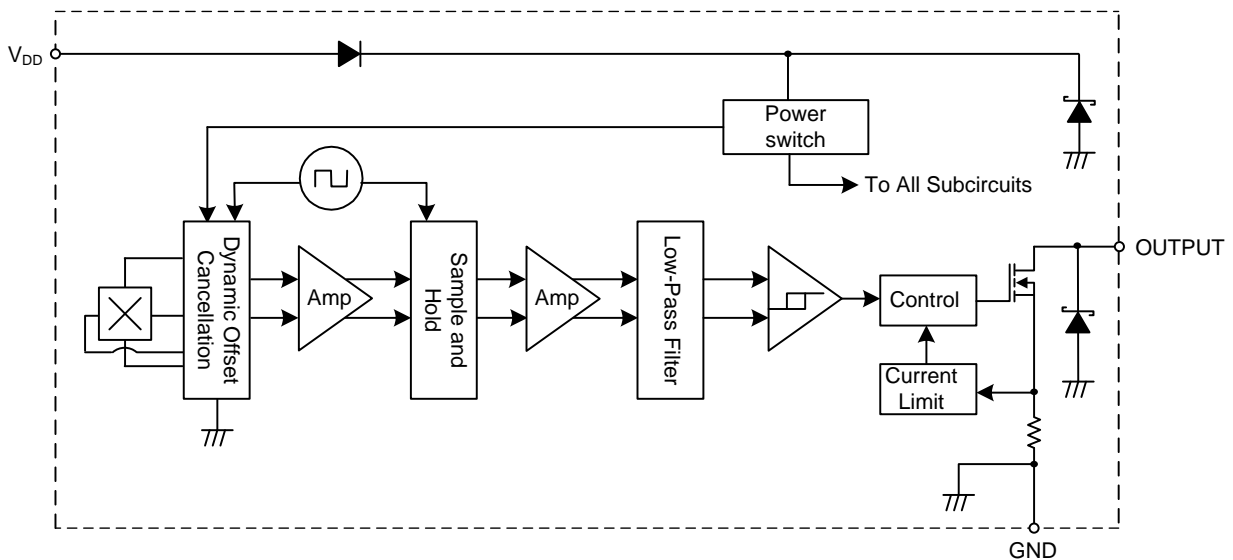 VDD
Power
switch
To All Subcircuits
Dynamic Offset
Cancellation
Amp
Sample and
Hold
Amp
Low-Pass Filter
Control
OUTPUT
Current
Limit
GND